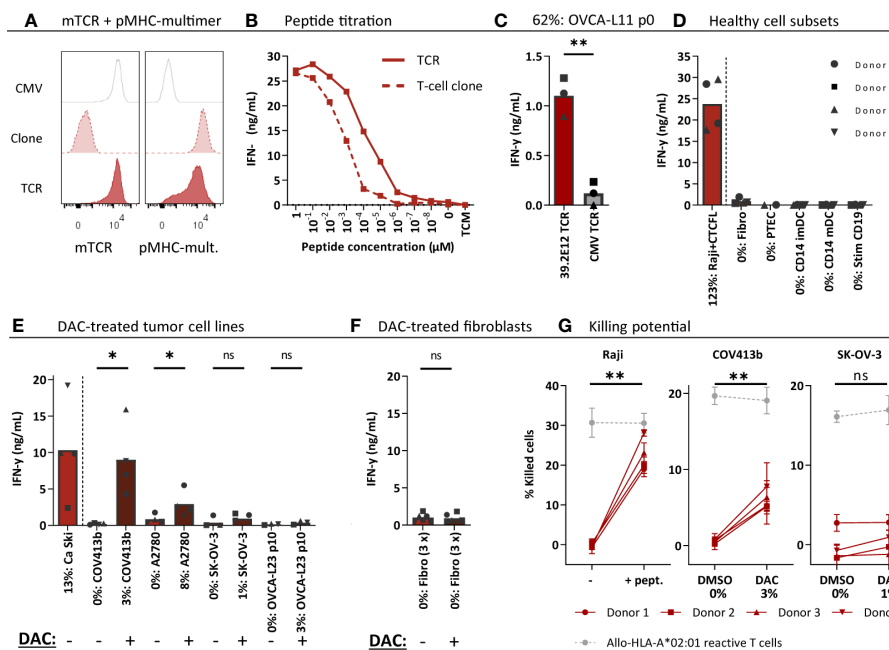 A mTCR + pMHC-multimer
CMV
Clone
TCR
0 10^4
0 10^4
mTCR
pMHC-mult.
B Peptide titration
IFN- (ng/mL)
30
25
20
15
10
5
0
TCR
T-cell clone
1 10^-1 10^-2 10^-3 10^-4 10^-5 10^-6 10^-7 10^-8 0 TCM
Peptide concentration (µM)
C 62%: OVCA-L11 p0
**
IFN-y (ng/mL)
1.5
1.0
0.5
0.0
39.2E12 TCR
CMV TCR
D Healthy cell subsets
IFN-y (ng/mL)
35
30
25
20
15
10
5
0
Donor
Donor
Donor
Donor
123%: Raji+CTCFL
0%: Fibro
0%: PTEC
0%: CD14 imDC
0%: CD14 mDC
0%: Stim CD19
E DAC-treated tumor cell lines
* * ns ns
IFN-y (ng/mL)
20
15
10
5
0
13%: Ca Ski
0%: COV413b
3%: COV413b
0%: A2780
8%: A2780
0%: SK-OV-3
1%: SK-OV-3
0%: OVCA-L23 p10
3%: OVCA-L23 p10
DAC: - - + - + - + - +
F DAC-treated fibroblasts
ns
IFN-y (ng/mL)
20
15
10
5
0
0%: Fibro (3 x)
0%: Fibro (3 x)
DAC: - +
G Killing potential
Raji
**
% Killed cells
40
30
20
10
0
- + pept.
COV413b
**
20
10
0
DMSO DAC
0% 3%
SK-OV-3
ns
20
10
0
DMSO DA
0% 1%
Donor 1 Donor 2 Donor 3 Dono
Allo-HLA-A*02:01 reactive T cells